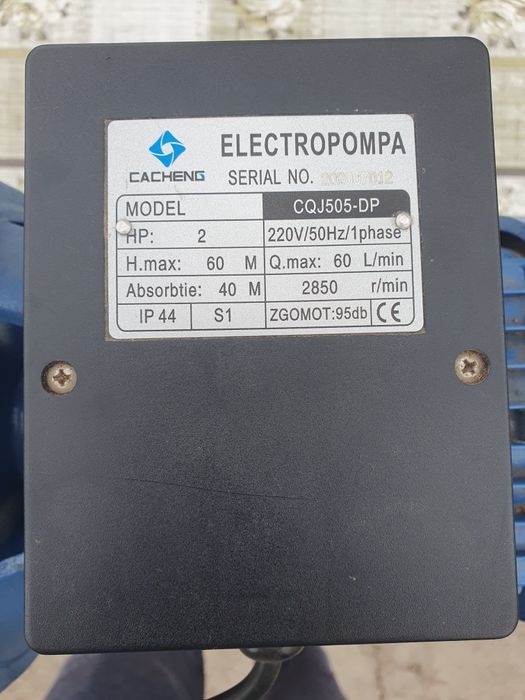 CACHENG
ELECTROPOMPA
SERIAL NO.
MODEL CQJ505-DP
HP: 2 220V/50Hz/1phase
H.max: 60 M Q.max: 60 L/min
Absorbtie: 40 M 2850 r/min
IP 44 S1 ZGOMOT:95db CE